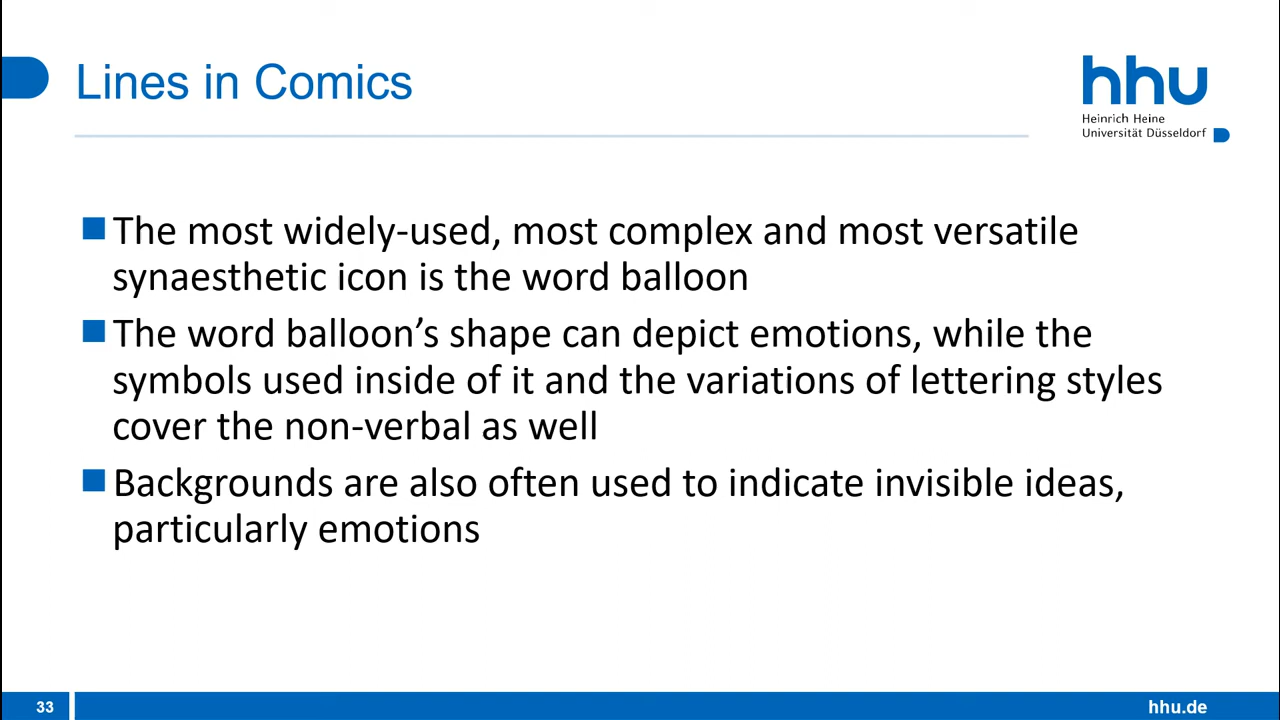 Lines in Comics
hhu
Heinrich Heine
Universität Düsseldorf
The most widely-used, most complex and most versatile
synaesthetic icon is the word balloon
The word balloon’s shape can depict emotions, while the
symbols used inside of it and the variations of lettering styles
cover the non-verbal as well
Backgrounds are also often used to indicate invisible ideas,
particularly emotions
33
hhu.de